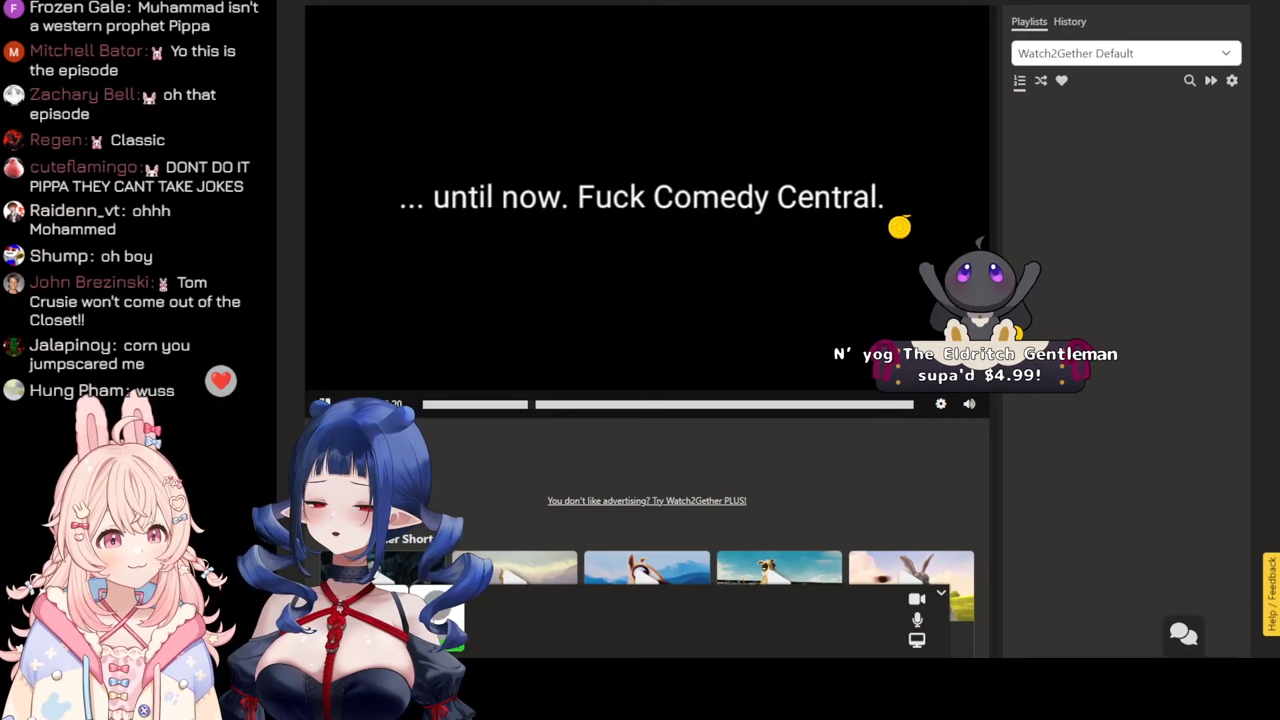 Frozen Gale: Muhammad isn't
a western prophet Pippa
Mitchell Bator: Yo this is
the episode
Zachary Bell: oh that
episode
Regen: Classic
cuteflamingo: DONT DO IT
PIPPA THEY CANT TAKE JOKES
Raidenn_vt: ohhh
Mohammed
Shump: oh boy
John Brezinski: Tom
Crusie won't come out of the
Closet!!
Jalapinoy: corn you
jumpscared me
Hung Pham: wuss
... until now. Fuck Comedy Central.
N' yog The Eldritch Gentleman
supa'd $4.99!
Playlists History
Watch2Gether Default
You don't like advertising? Try Watch2Gether PLUS!
Help / Feedback